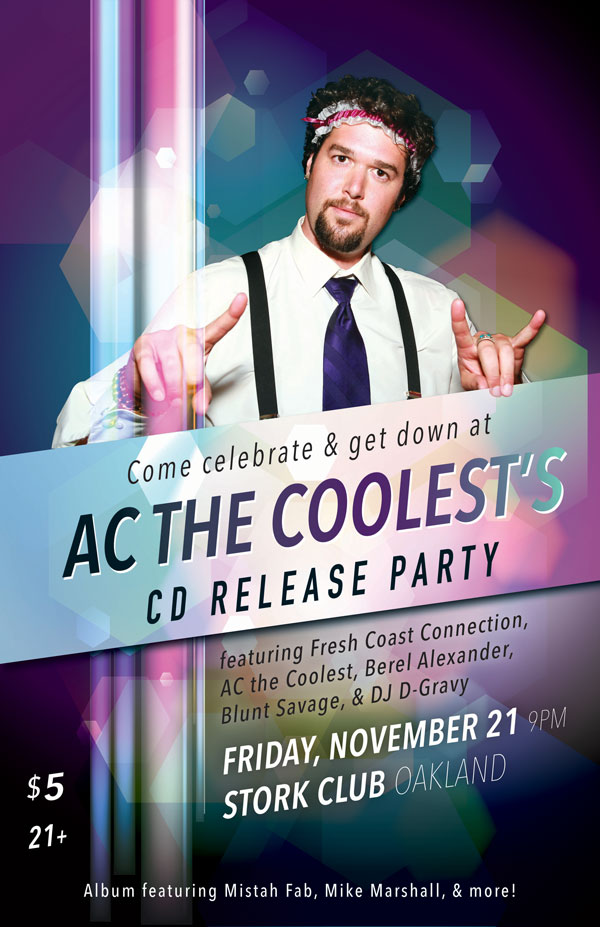 Come celebrate & get down at
AC THE COOLEST'S
CD RELEASE PARTY
featuring Fresh Coast Connection,
AC the Coolest, Berel Alexander,
Blunt Savage, & DJ D-Gravy
FRIDAY, NOVEMBER 21 9PM
STORK CLUB OAKLAND
$5
21+
Album featuring Mistah Fab, Mike Marshall, & more!